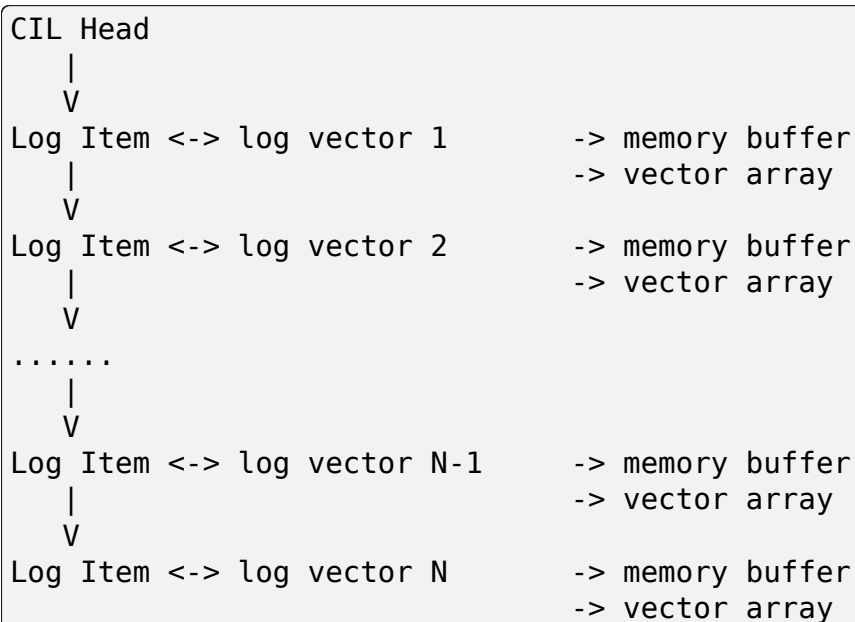 CIL Head
   |
   V
Log Item <-> log vector 1       -> memory buffer
   |                            -> vector array
   V
Log Item <-> log vector 2       -> memory buffer
   |                            -> vector array
   V
......
   |
   V
Log Item <-> log vector N-1     -> memory buffer
   |                            -> vector array
   V
Log Item <-> log vector N       -> memory buffer
                                -> vector array